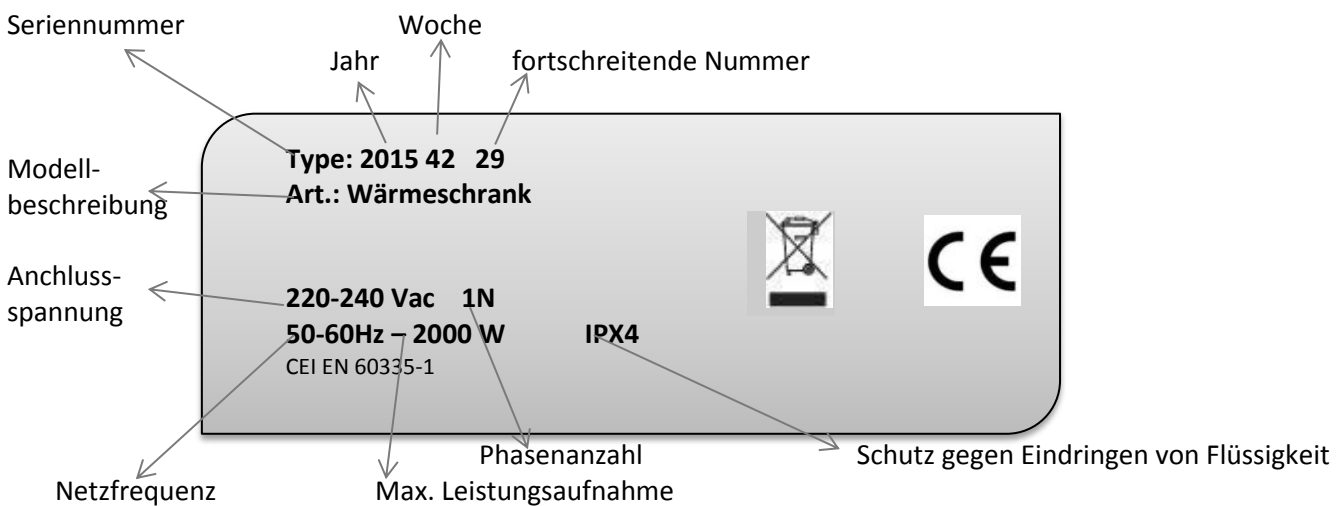 Seriennummer
Woche
Jahr
fortschreitende Nummer
Type: 2015 42 29
Modell-
beschreibung
Art.: Wärmeschrank
Anchluss-
spannung
220-240 Vac 1N
50-60Hz – 2000 W IPX4
CEI EN 60335-1
CE
Phasenanzahl
Schutz gegen Eindringen von Flüssigkeit
Netzfrequenz
Max. Leistungsaufnahme